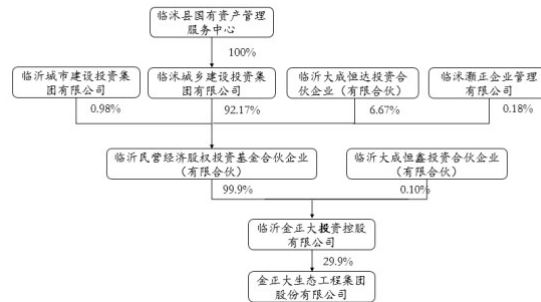 临沭县国有资产管理
服务中心
100%
临沂城市建设投资集
团有限公司
临沭城乡建设投资集
团有限公司
临沂大成恒达投资合
伙企业（有限合伙）
临沭灏正企业管理
有限公司
0.98%
92.17%
6.67%
0.18%
临沂民营经济股权投资基金合伙企业
（有限合伙）
临沂大成恒鑫投资合伙企业
（有限合伙）
99.9%
0.10%
临沂金正大投资控股
有限公司
29.9%
金正大生态工程集团
股份有限公司